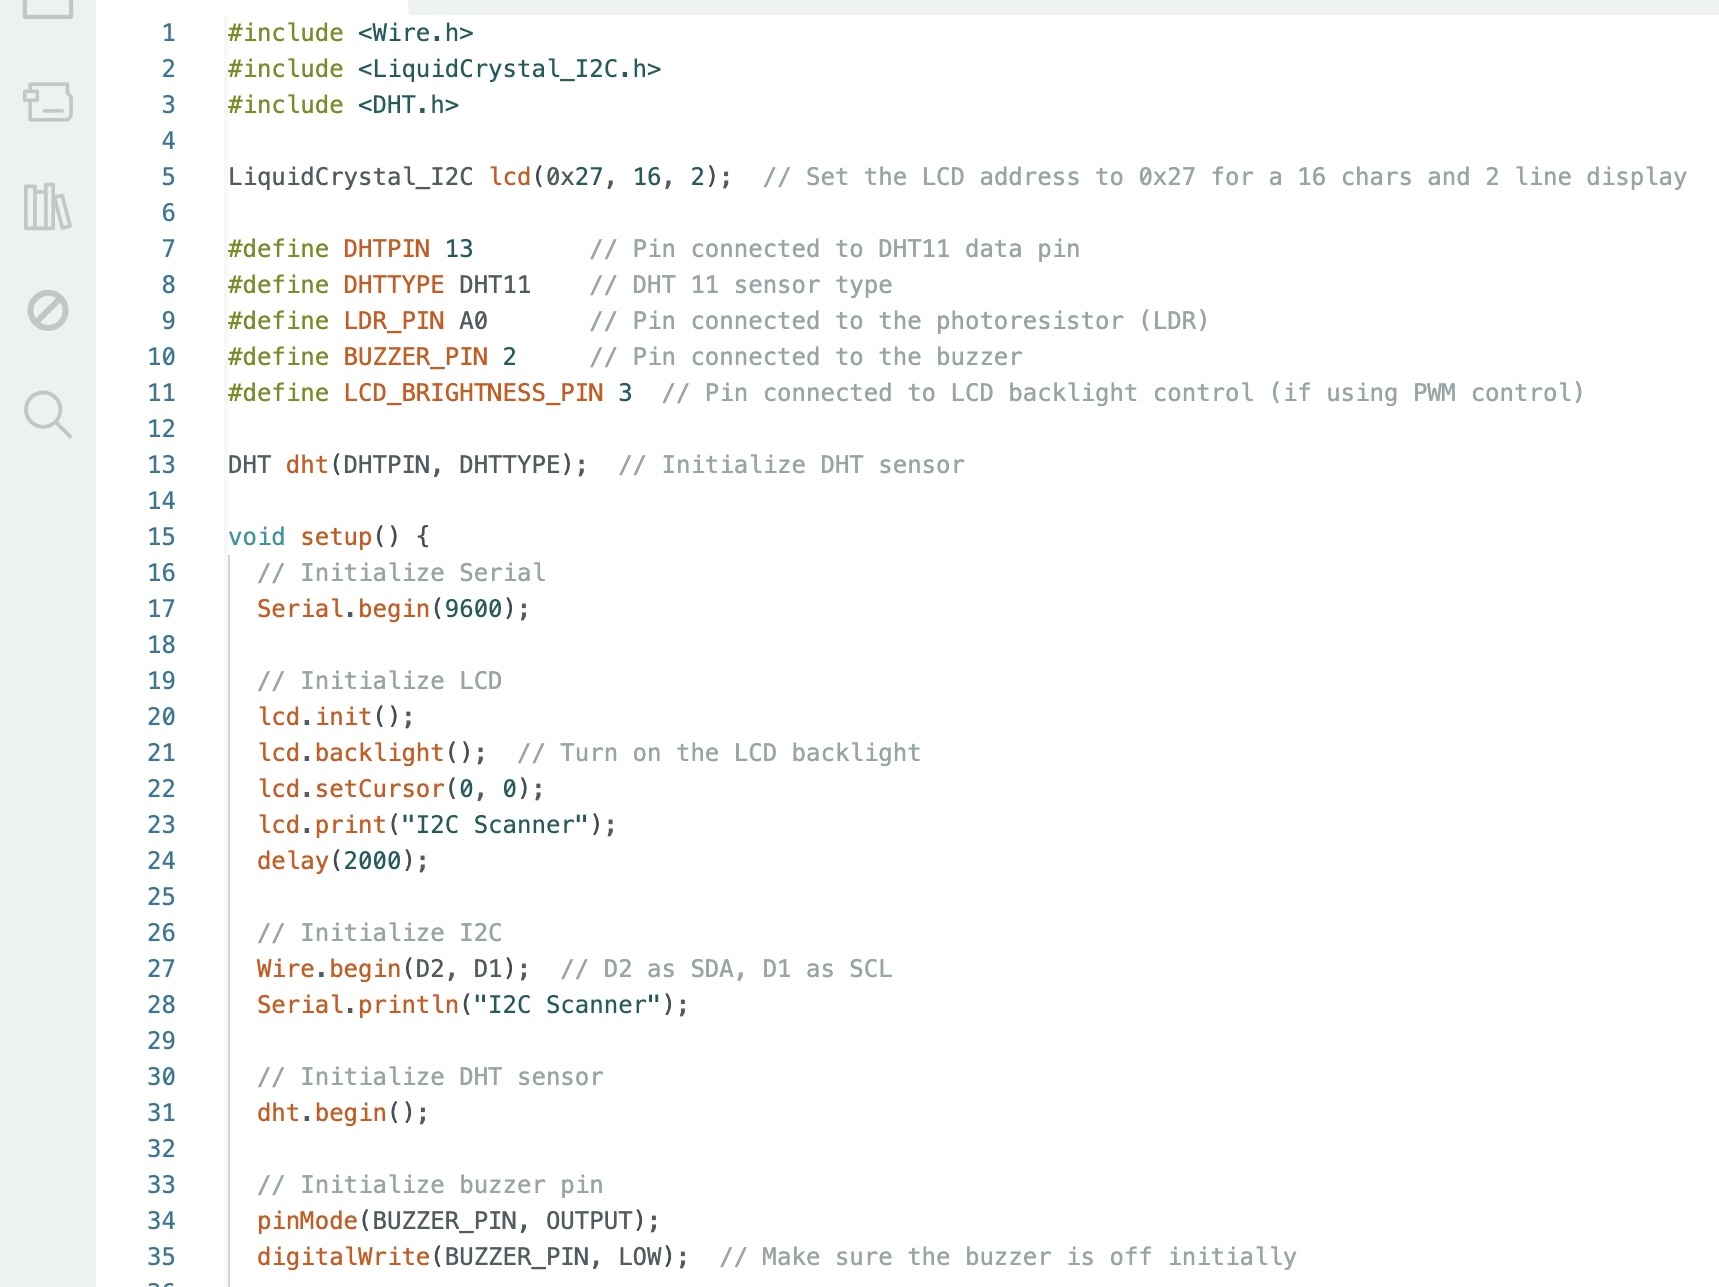 1 #include <Wire.h>
2 #include <LiquidCrystal_I2C.h>
3 #include <DHT.h>
4
5 LiquidCrystal_I2C lcd(0x27, 16, 2);  // Set the LCD address to 0x27 for a 16 chars and 2 line display
6
7 #define DHTPIN 13        // Pin connected to DHT11 data pin
8 #define DHTTYPE DHT11    // DHT 11 sensor type
9 #define LDR_PIN A0       // Pin connected to the photoresistor (LDR)
10 #define BUZZER_PIN 2     // Pin connected to the buzzer
11 #define LCD_BRIGHTNESS_PIN 3  // Pin connected to LCD backlight control (if using PWM control)
12
13 DHT dht(DHTPIN, DHTTYPE);  // Initialize DHT sensor
14
15 void setup() {
16   // Initialize Serial
17   Serial.begin(9600);
18
19   // Initialize LCD
20   lcd.init();
21   lcd.backlight();  // Turn on the LCD backlight
22   lcd.setCursor(0, 0);
23   lcd.print("I2C Scanner");
24   delay(2000);
25
26   // Initialize I2C
27   Wire.begin(D2, D1);  // D2 as SDA, D1 as SCL
28   Serial.println("I2C Scanner");
29
30   // Initialize DHT sensor
31   dht.begin();
32
33   // Initialize buzzer pin
34   pinMode(BUZZER_PIN, OUTPUT);
35   digitalWrite(BUZZER_PIN, LOW);  // Make sure the buzzer is off initially